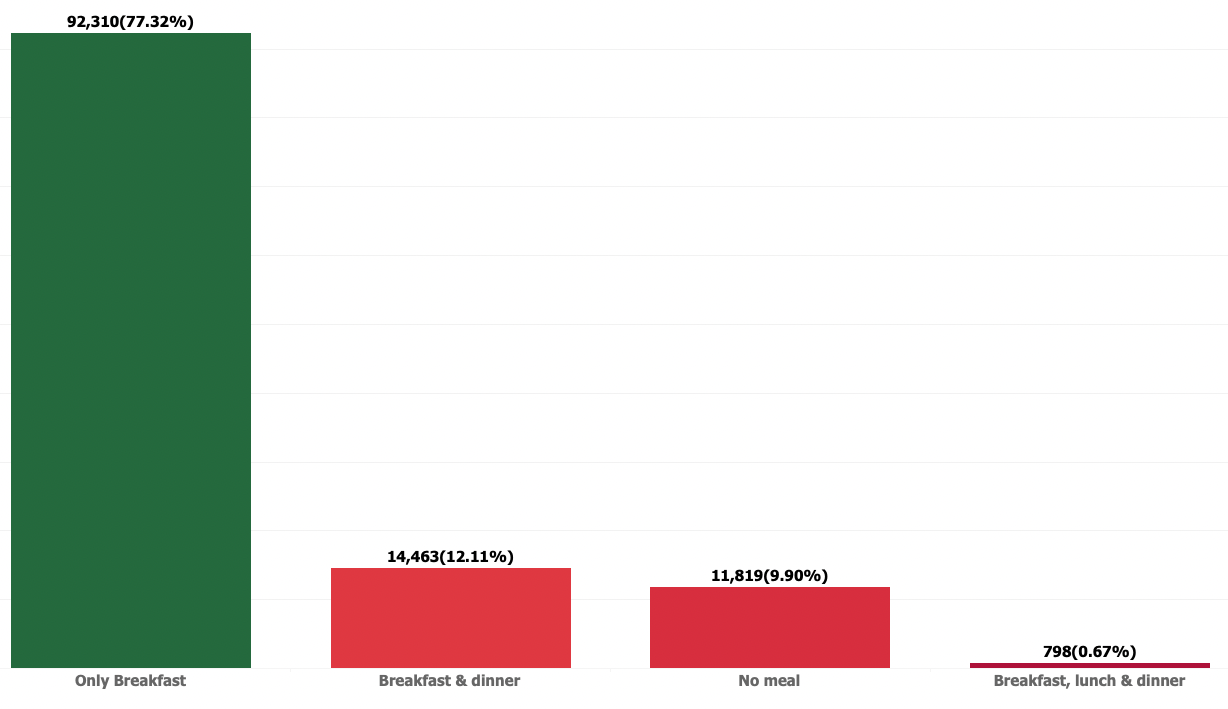 92,310(77.32%)
14,463(12.11%)
11,819(9.90%)
798(0.67%)
Only Breakfast
Breakfast & dinner
No meal
Breakfast, lunch & dinner